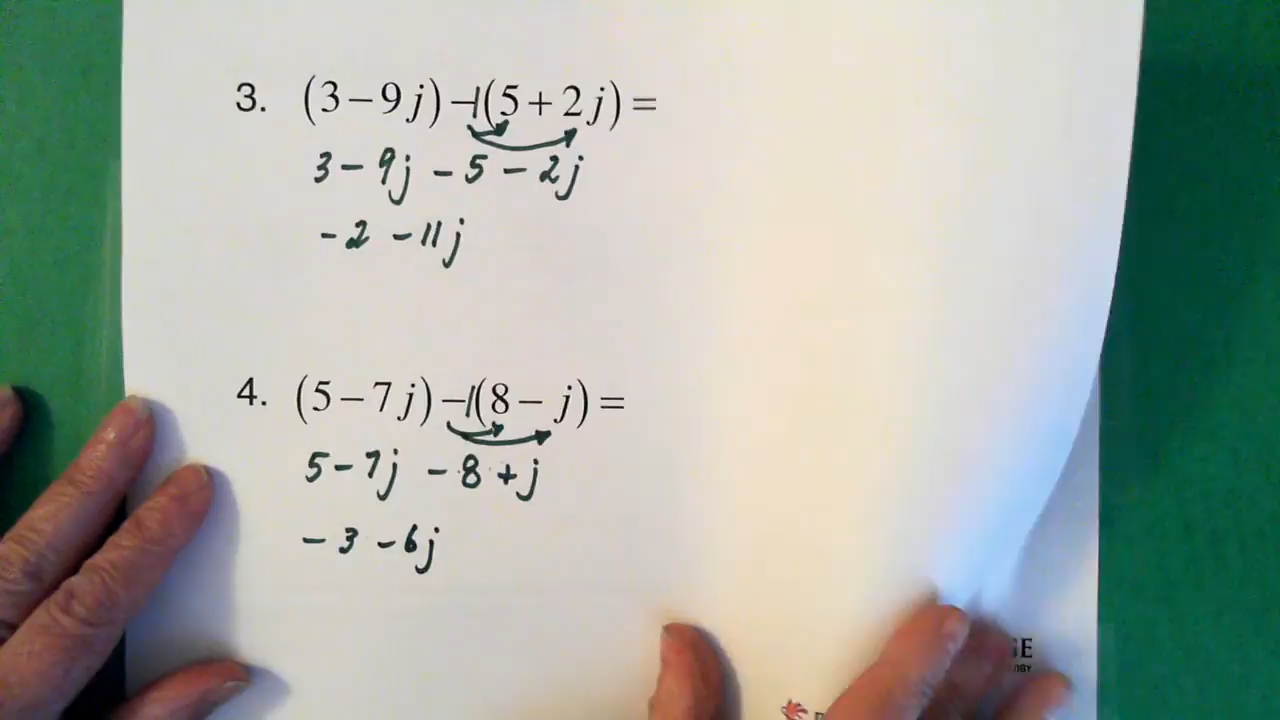 3. (3−9j)−1(5+2j)=
3 − 9j − 5 − 2j
-2 -11j
4. (5−7j)−1(8−j)=
5 − 7j − 8 + j
-3 -6j